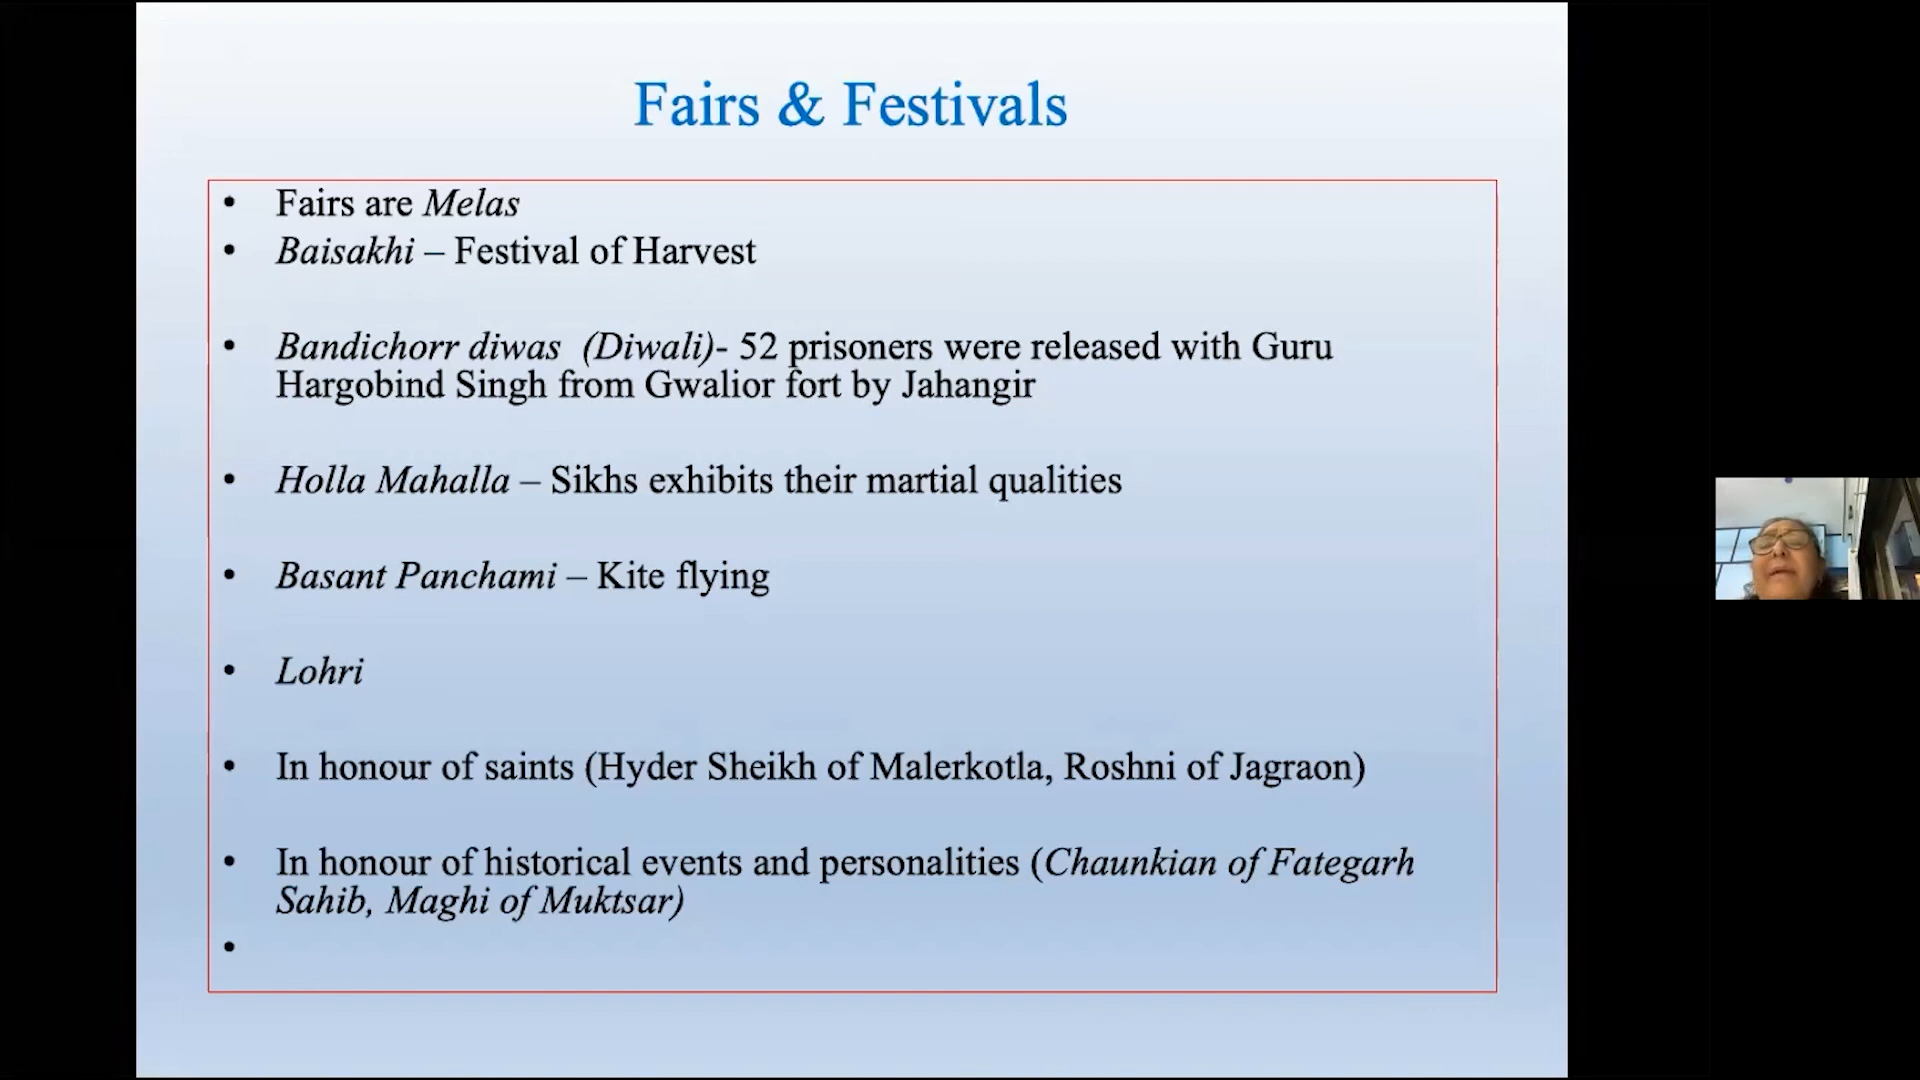 Fairs & Festivals
• Fairs are Melas
• Baisakhi – Festival of Harvest
• Bandichorr diwas (Diwali)- 52 prisoners were released with Guru
Hargobind Singh from Gwalior fort by Jahangir
• Holla Mahalla – Sikhs exhibits their martial qualities
• Basant Panchami – Kite flying
• Lohri
• In honour of saints (Hyder Sheikh of Malerkotla, Roshni of Jagraon)
• In honour of historical events and personalities (Chaunkian of Fategarh
Sahib, Maghi of Muktsar)
•